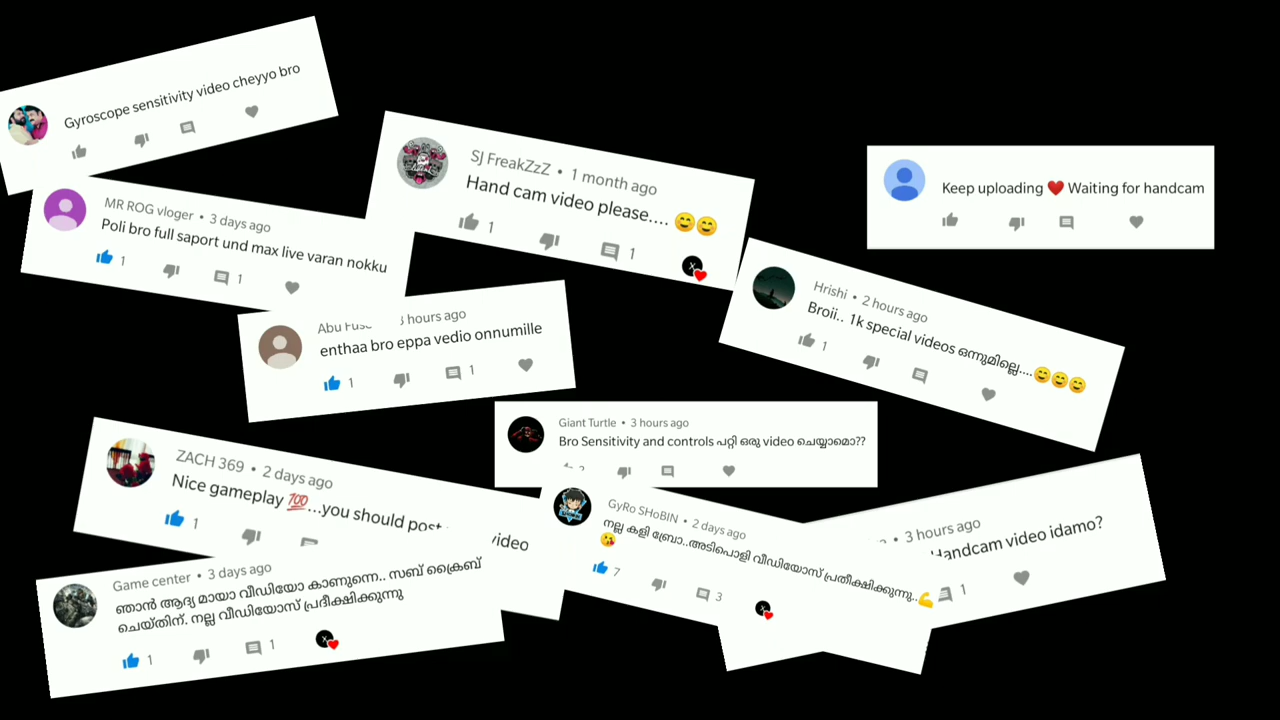 Gyroscope sensitivity video cheyyo bro
SJ FreakZzZ • 1 month ago
Hand cam video please.... 😊😊
1
1
Keep uploading ❤️ Waiting for handcam
MR ROG vloger • 3 days ago
Poli bro full saport und max live varan nokku
1
1
Hrishi • 2 hours ago
Broii.. 1k special videos ഒന്നുമില്ലെ....😊😊😊
1
Abu hours ago
enthaa bro eppa vedio onnumille
1
1
Giant Turtle • 3 hours ago
Bro Sensitivity and controls പറ്റി ഒരു video ചെയ്യാമൊ??
ZACH 369 • 2 days ago
Nice gameplay 💯...you should post video
1
GyRo SHoBIN • 2 days ago
നല്ല കളി ബ്രോ..അടിപൊളി വീഡിയോസ് പ്രതീക്ഷിക്കുന്നു..💪
😘
7
3
• 3 hours ago
Handcam video idamo?
1
Game center • 3 days ago
ഞാൻ ആദ്യ മായാ വീഡിയോ കാണുന്നെ.. സബ് ക്രൈബ്
ചെയ്തിന്. നല്ല വീഡിയോസ് പ്രദീക്ഷിക്കുന്നു
1
1